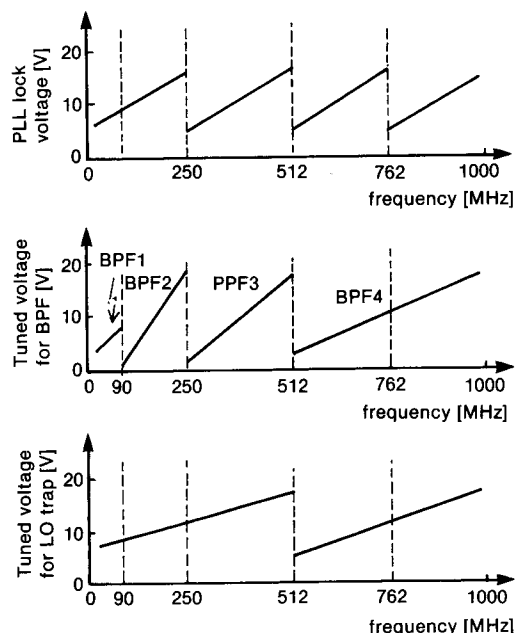 PLL lock
voltage [V]
20
10
0
0 250 512 762 1000
frequency [MHz]
Tuned voltage
for BPF [V]
20
10
0
BPF1
BPF2
PPF3
BPF4
0 90 250 512 762 1000
frequency [MHz]
Tuned voltage
for LO trap [V]
20
10
0
0 90 250 512 762 1000
frequency [MHz]